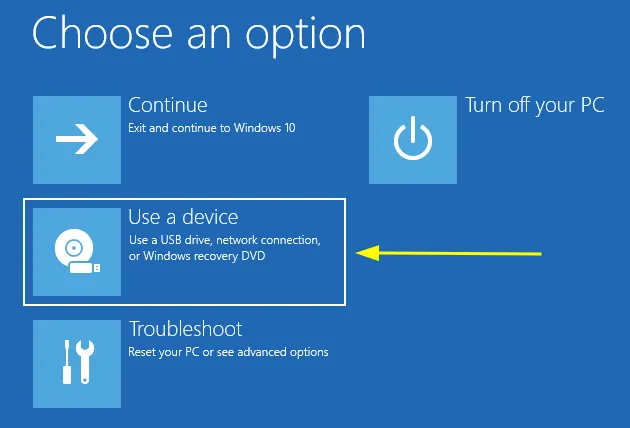 Choose an option
Continue
Exit and continue to Windows 10
Turn off your PC
Use a device
Use a USB drive, network connection,
or Windows recovery DVD
Troubleshoot
Reset your PC or see advanced options